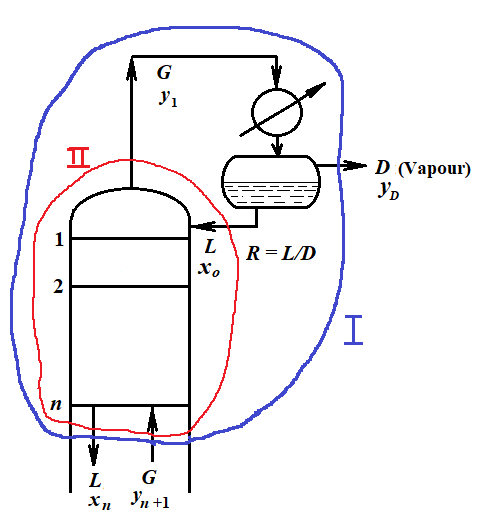 G
y1
II
D (Vapour)
yD
1
L
xo
R = L/D
2
I
n
L
xn
G
yn+1